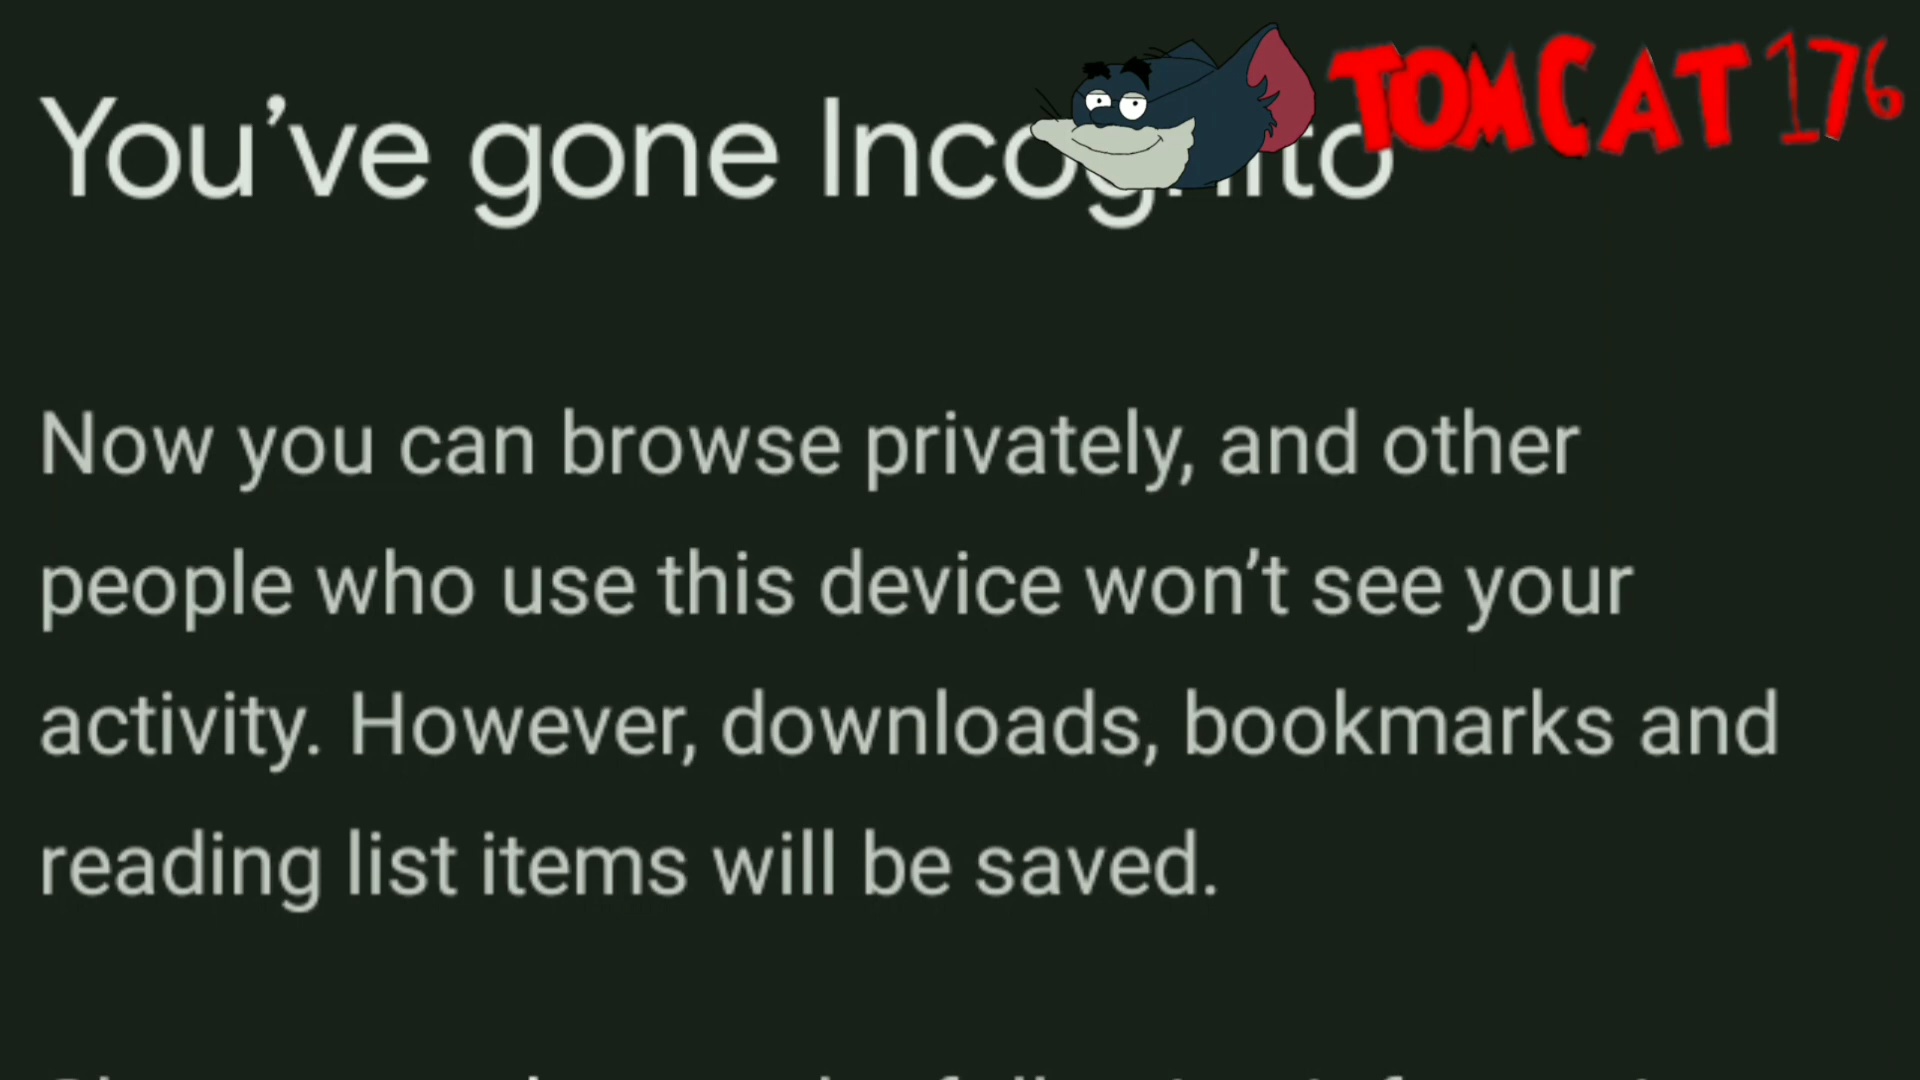 TOMCAT 176
You've gone Incognito
Now you can browse privately, and other
people who use this device won't see your
activity. However, downloads, bookmarks and
reading list items will be saved.